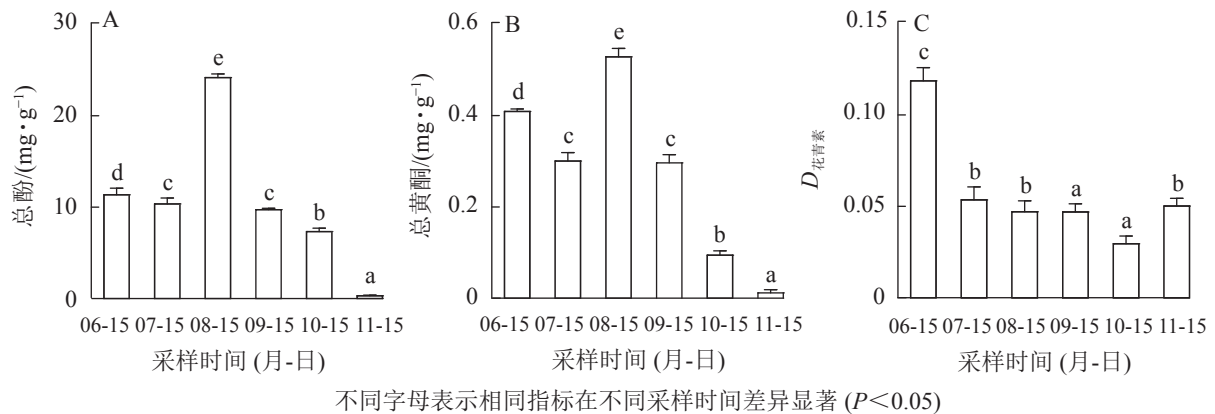 A
总酚/(mg·g⁻¹)
30
20
10
0
d
c
e
c
b
a
06-15 07-15 08-15 09-15 10-15 11-15
采样时间 (月-日)
B
总黄酮/(mg·g⁻¹)
0.6
0.4
0.2
0
d
c
e
c
b
a
06-15 07-15 08-15 09-15 10-15 11-15
采样时间 (月-日)
C
D花青素
0.15
0.10
0.05
0
c
b
b
a
a
b
06-15 07-15 08-15 09-15 10-15 11-15
采样时间 (月-日)
不同字母表示相同指标在不同采样时间差异显著 (P＜0.05)